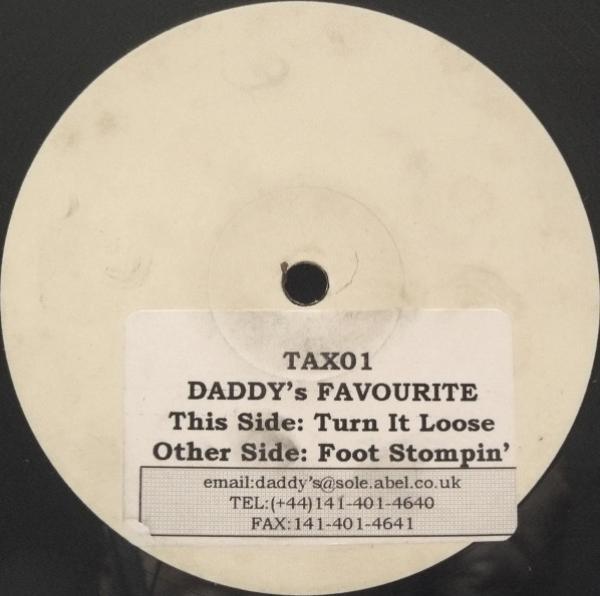 TAX01
DADDY's FAVOURITE
This Side: Turn It Loose
Other Side: Foot Stompin'
email:daddy's@sole.abel.co.uk
TEL:(+44)141-401-4640
FAX:141-401-4641